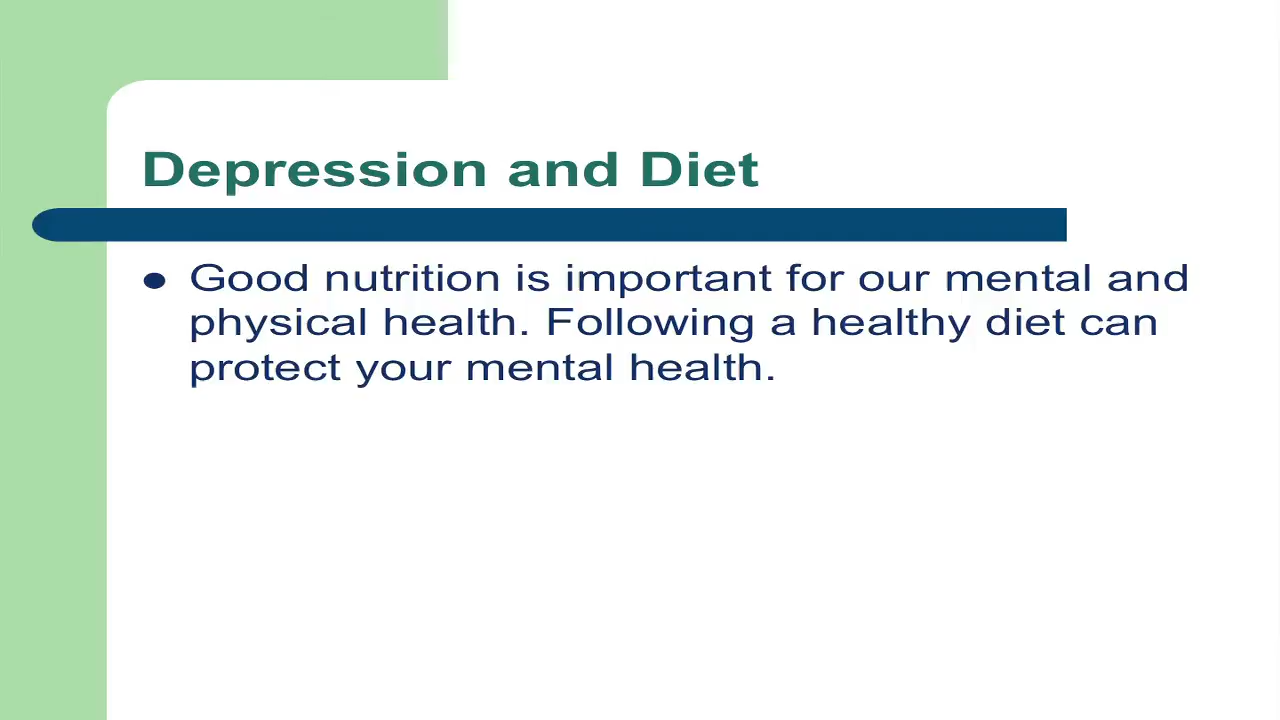 Depression and Diet
● Good nutrition is important for our mental and
physical health. Following a healthy diet can
protect your mental health.